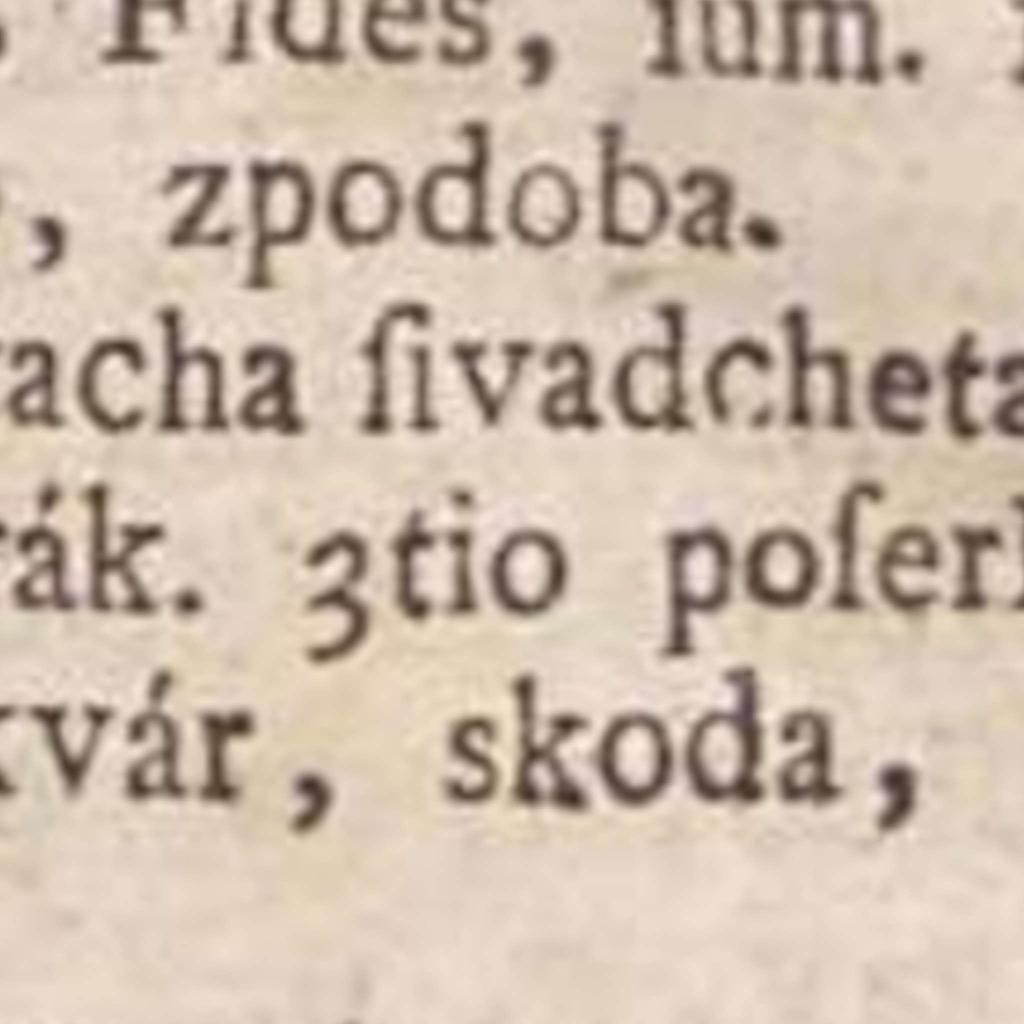 Fides, ium.
, zpodoba.
acha ſivadcheta
ák. 3tio poſer
vár, skoda,